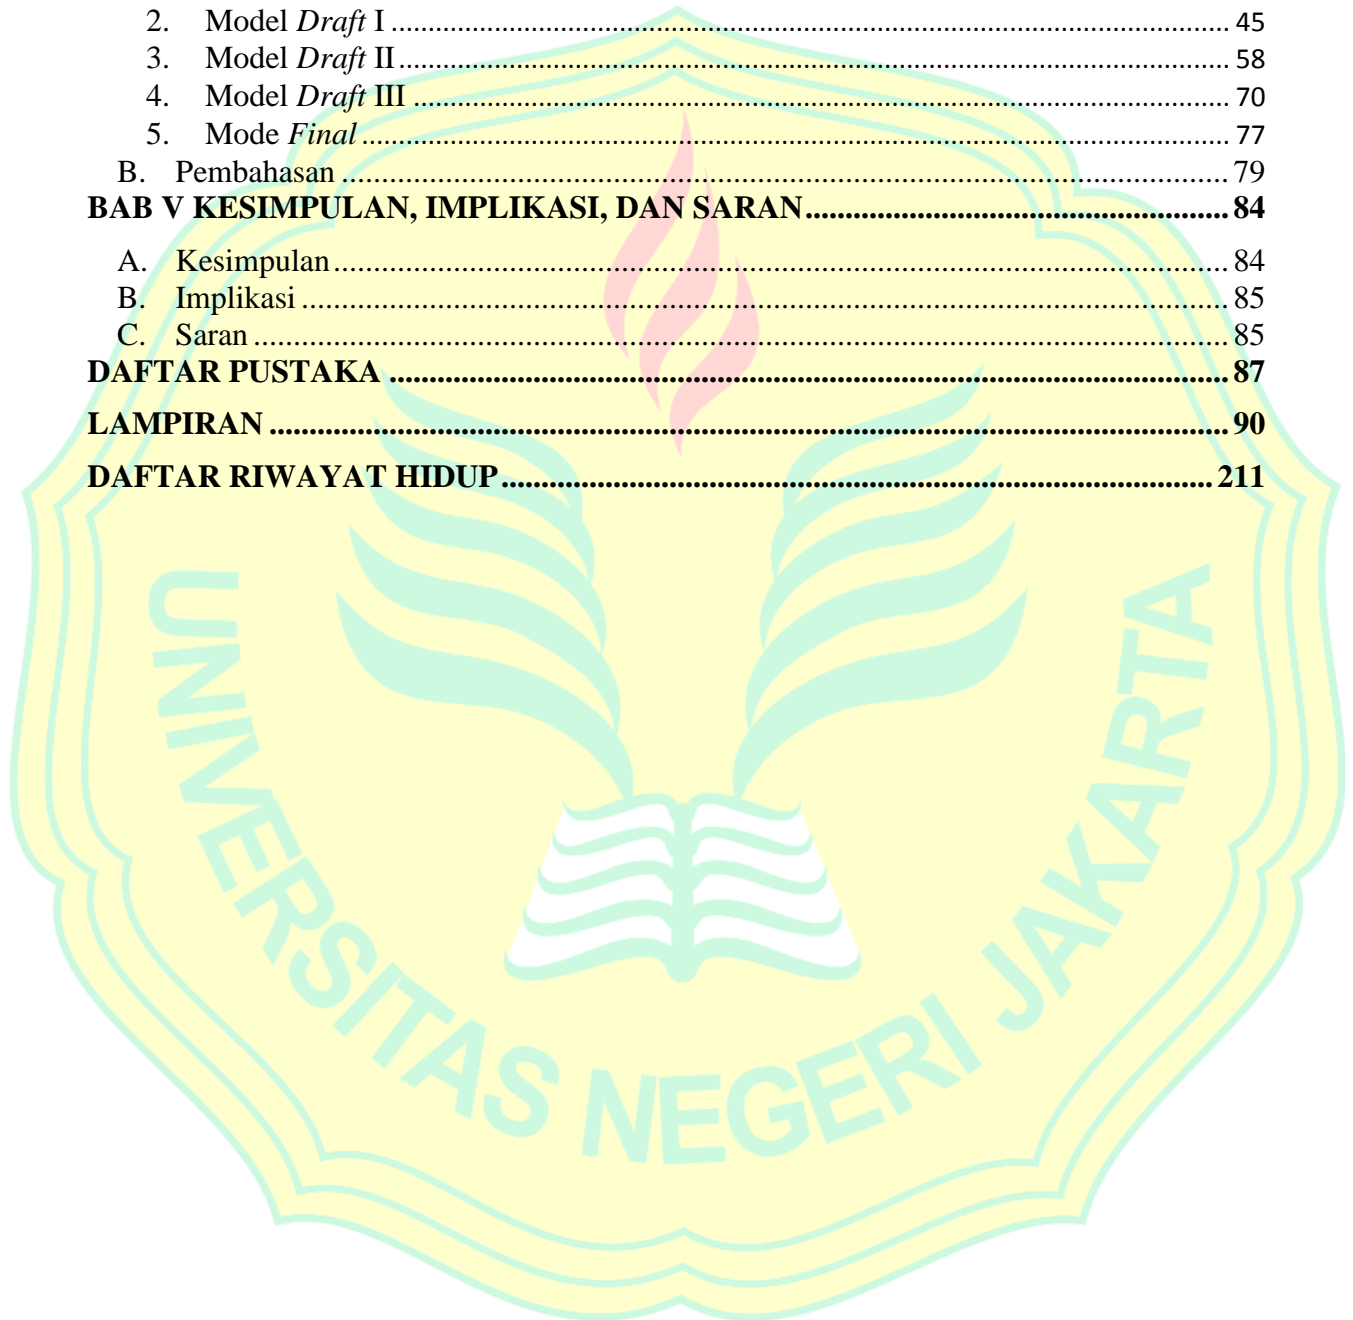 2. Model Draft I ........ 45
3. Model Draft II ........ 58
4. Model Draft III ........ 70
5. Mode Final ........ 77
B. Pembahasan ........ 79
BAB V KESIMPULAN, IMPLIKASI, DAN SARAN ........ 84
A. Kesimpulan ........ 84
B. Implikasi ........ 85
C. Saran ........ 85
DAFTAR PUSTAKA ........ 87
LAMPIRAN ........ 90
DAFTAR RIWAYAT HIDUP ........ 211
UNIVERSITAS NEGERI JAKARTA